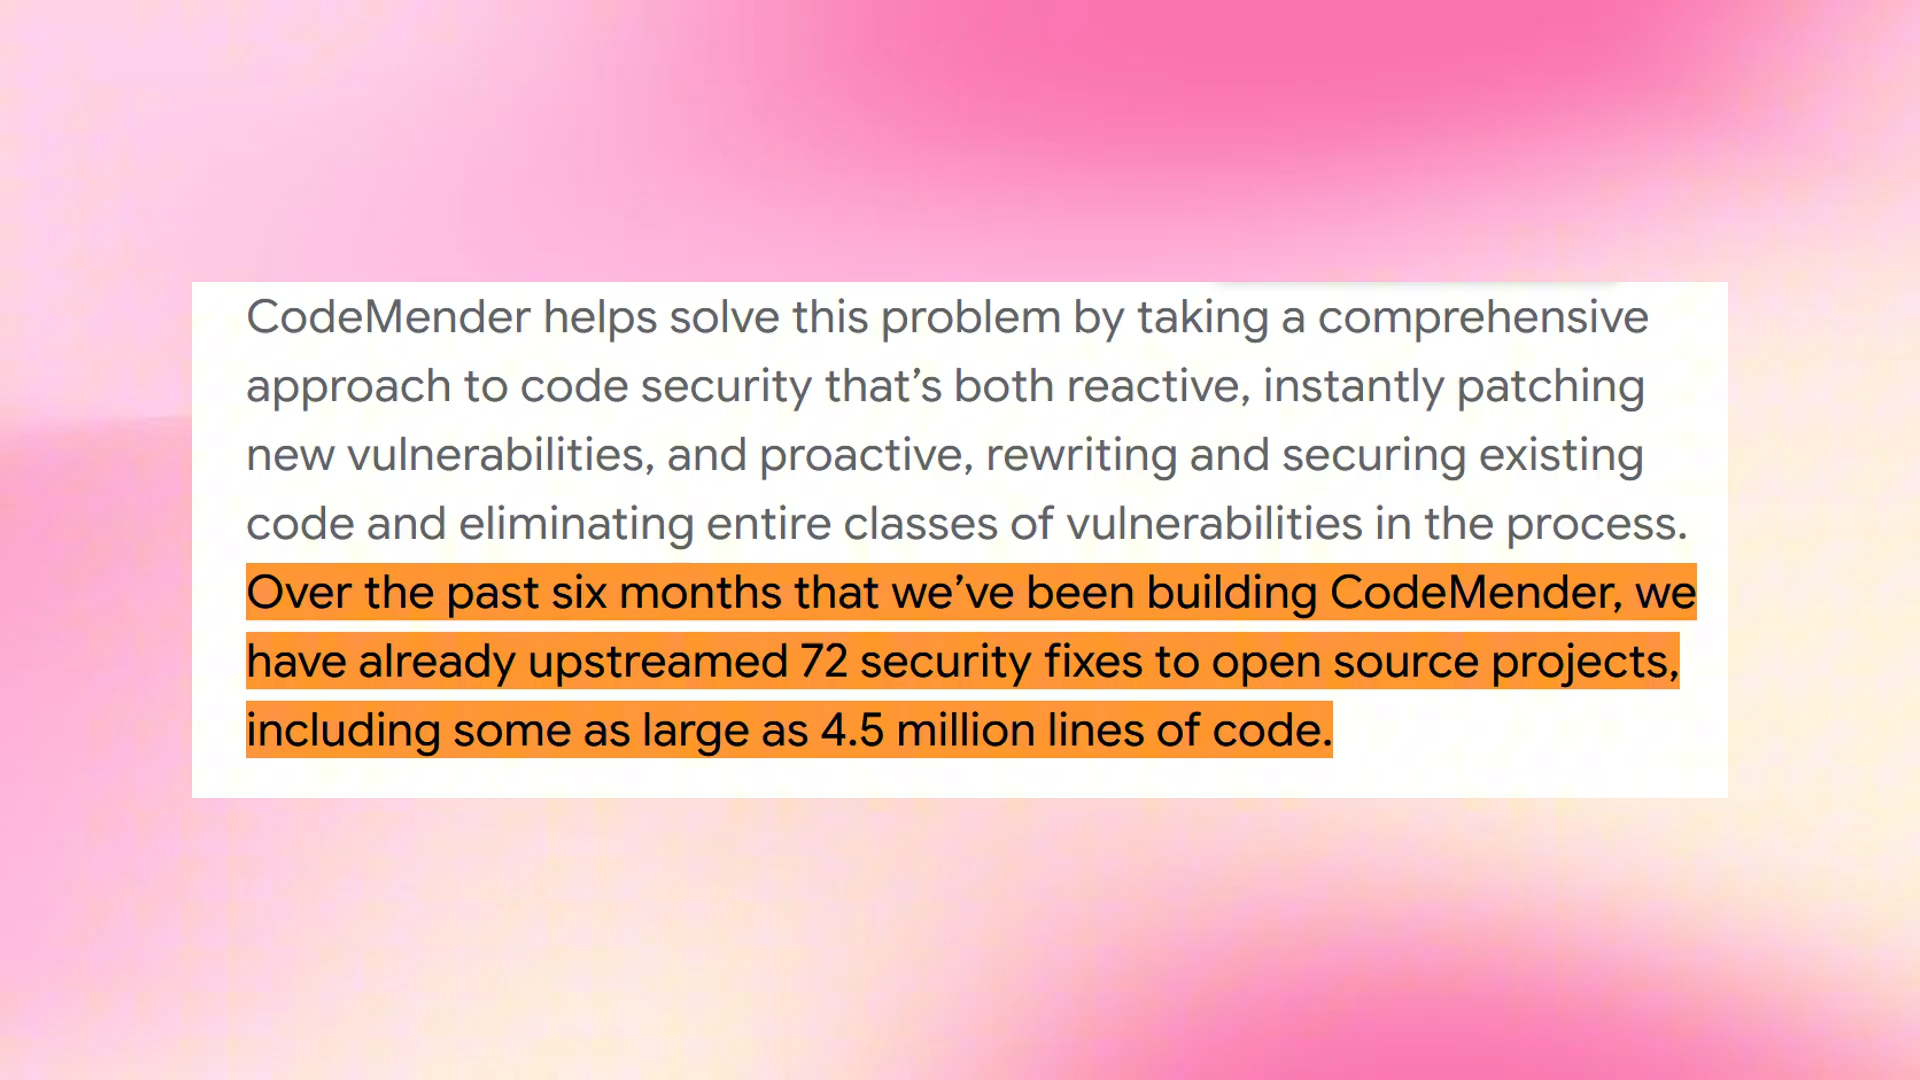 CodeMender helps solve this problem by taking a comprehensive
approach to code security that’s both reactive, instantly patching
new vulnerabilities, and proactive, rewriting and securing existing
code and eliminating entire classes of vulnerabilities in the process.
Over the past six months that we’ve been building CodeMender, we
have already upstreamed 72 security fixes to open source projects,
including some as large as 4.5 million lines of code.